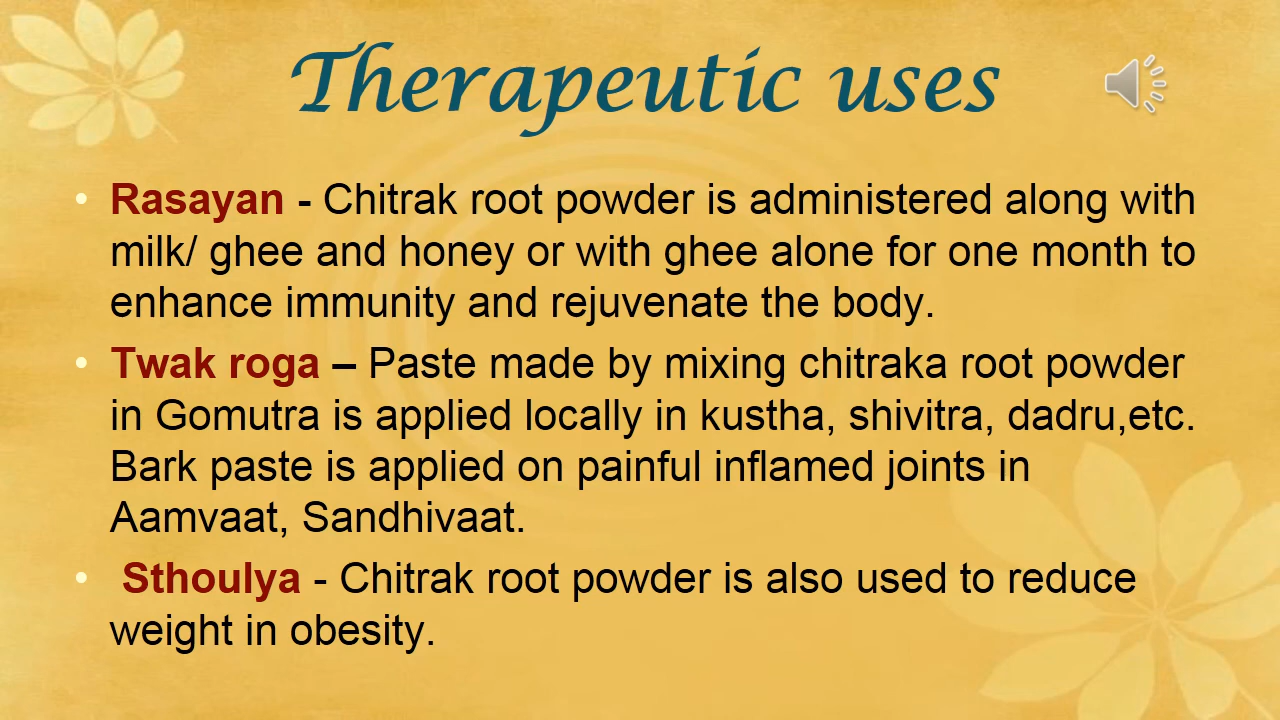 Therapeutic uses
• Rasayan - Chitrak root powder is administered along with
milk/ ghee and honey or with ghee alone for one month to
enhance immunity and rejuvenate the body.
• Twak roga – Paste made by mixing chitraka root powder
in Gomutra is applied locally in kustha, shivitra, dadru,etc.
Bark paste is applied on painful inflamed joints in
Aamvaat, Sandhivaat.
• Sthoulya - Chitrak root powder is also used to reduce
weight in obesity.